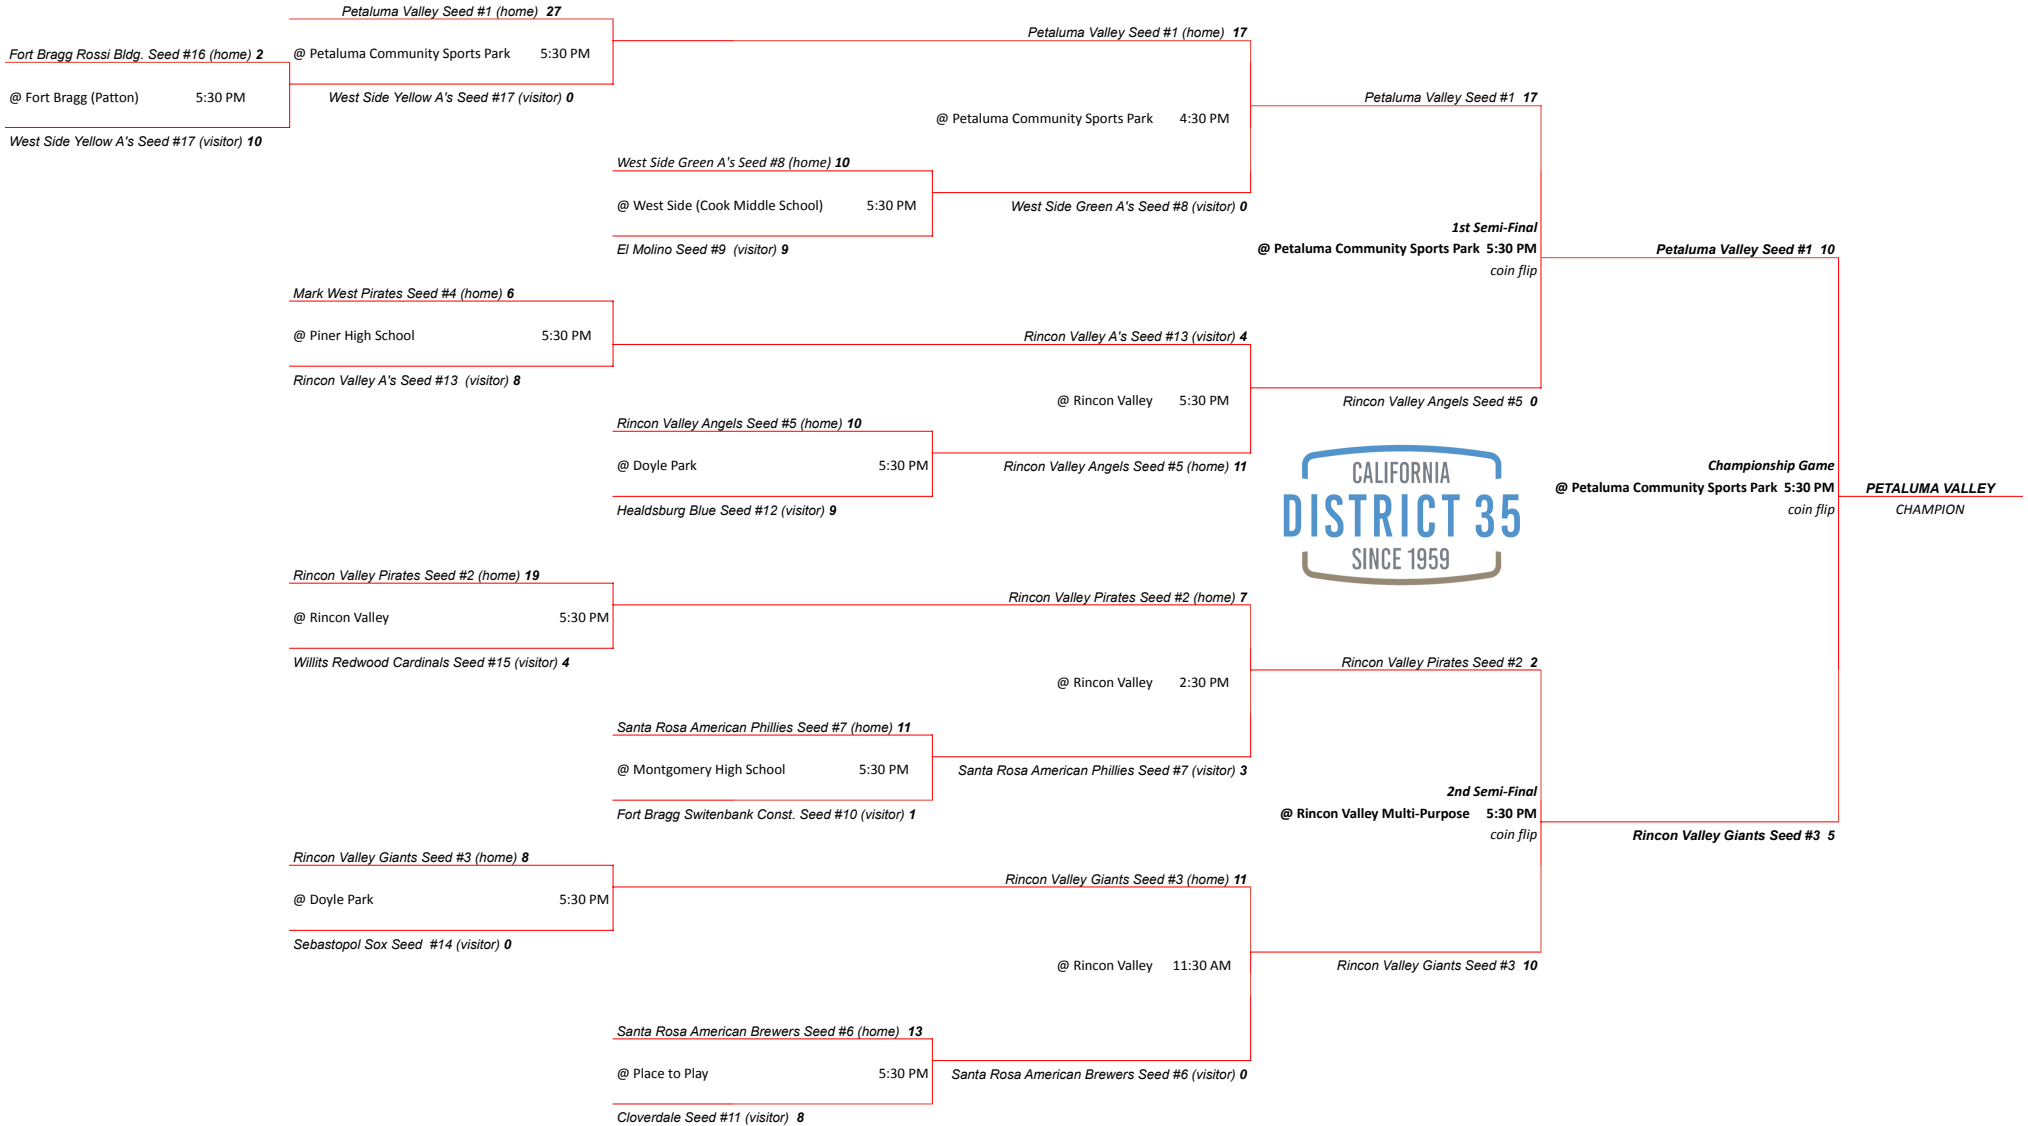 Petaluma Valley Seed #1 (home) 27
Fort Bragg Rossi Bldg. Seed #16 (home) 2
@ Petaluma Community Sports Park 5:30 PM
@ Fort Bragg (Patton) 5:30 PM
West Side Yellow A's Seed #17 (visitor) 0
West Side Yellow A's Seed #17 (visitor) 10
Petaluma Valley Seed #1 (home) 17
@ Petaluma Community Sports Park 4:30 PM
West Side Green A's Seed #8 (home) 10
@ West Side (Cook Middle School) 5:30 PM
West Side Green A's Seed #8 (visitor) 0
El Molino Seed #9 (visitor) 9
Petaluma Valley Seed #1 17
1st Semi-Final
@ Petaluma Community Sports Park 5:30 PM
coin flip
Petaluma Valley Seed #1 10
Mark West Pirates Seed #4 (home) 6
@ Piner High School 5:30 PM
Rincon Valley A's Seed #13 (visitor) 8
Rincon Valley A's Seed #13 (visitor) 4
@ Rincon Valley 5:30 PM
Rincon Valley Angels Seed #5 0
Rincon Valley Angels Seed #5 (home) 10
@ Doyle Park 5:30 PM
Rincon Valley Angels Seed #5 (home) 11
Healdsburg Blue Seed #12 (visitor) 9
CALIFORNIA
DISTRICT 35
SINCE 1959
Championship Game
@ Petaluma Community Sports Park 5:30 PM
coin flip
PETALUMA VALLEY
CHAMPION
Rincon Valley Pirates Seed #2 (home) 19
@ Rincon Valley 5:30 PM
Willits Redwood Cardinals Seed #15 (visitor) 4
Rincon Valley Pirates Seed #2 (home) 7
@ Rincon Valley 2:30 PM
Rincon Valley Pirates Seed #2 2
Santa Rosa American Phillies Seed #7 (home) 11
@ Montgomery High School 5:30 PM
Santa Rosa American Phillies Seed #7 (visitor) 3
Fort Bragg Switenbank Const. Seed #10 (visitor) 1
2nd Semi-Final
@ Rincon Valley Multi-Purpose 5:30 PM
coin flip
Rincon Valley Giants Seed #3 5
Rincon Valley Giants Seed #3 (home) 8
@ Doyle Park 5:30 PM
Sebastopol Sox Seed #14 (visitor) 0
Rincon Valley Giants Seed #3 (home) 11
@ Rincon Valley 11:30 AM
Rincon Valley Giants Seed #3 10
Santa Rosa American Brewers Seed #6 (home) 13
@ Place to Play 5:30 PM
Santa Rosa American Brewers Seed #6 (visitor) 0
Cloverdale Seed #11 (visitor) 8